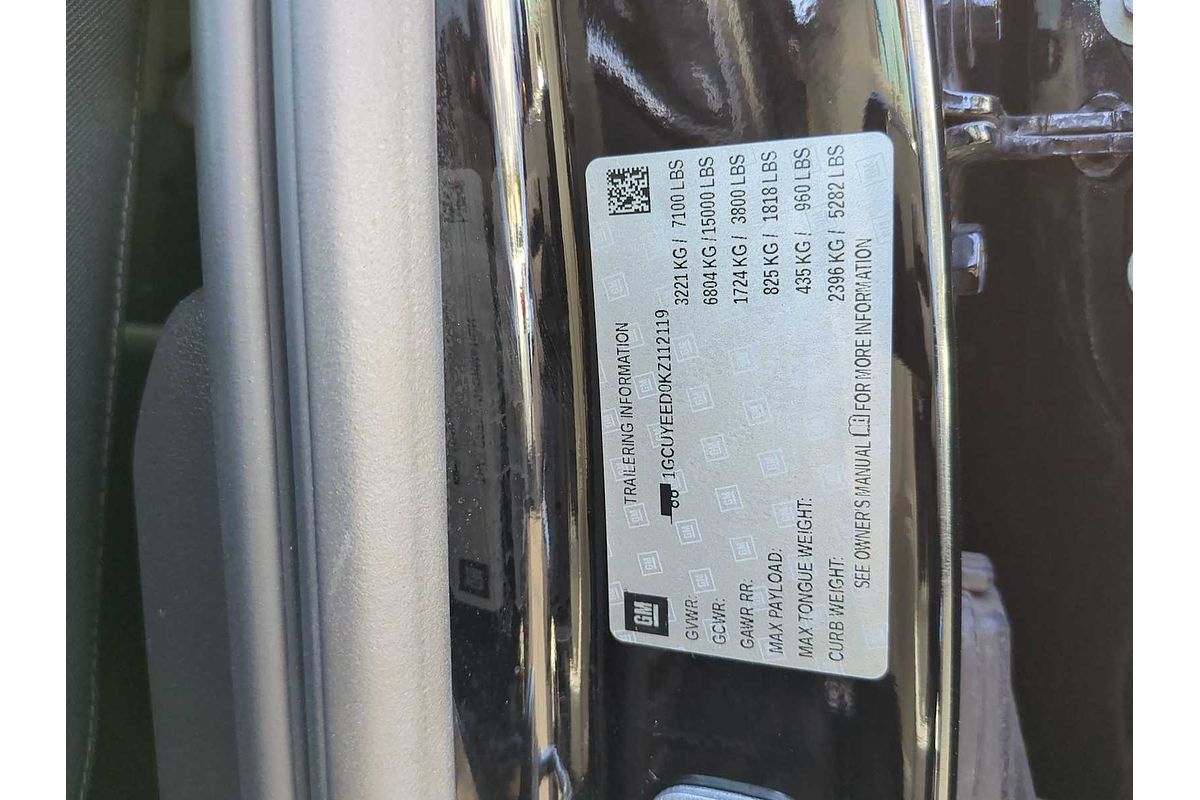 GM
TRAILERING INFORMATION
1GCUYEED0KZ112119
GVWR: 3221 KG / 7100 LBS
GCWR: 6804 KG / 15000 LBS
GAWR RR: 1724 KG / 3800 LBS
MAX PAYLOAD: 825 KG / 1818 LBS
MAX TONGUE WEIGHT: 435 KG / 960 LBS
CURB WEIGHT: 2396 KG / 5282 LBS
SEE OWNER'S MANUAL FOR MORE INFORMATION